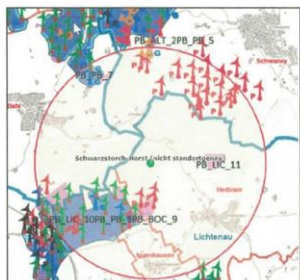 PB_ALT_2PB_PB_5
Schwaney
PB_PB_7
Schwarzstorch-Horst (nicht standortgenau)
PB_LIC_11
Herbram
PB_LIC_10PB_PB_1PB_BOC_9
Lichtenau